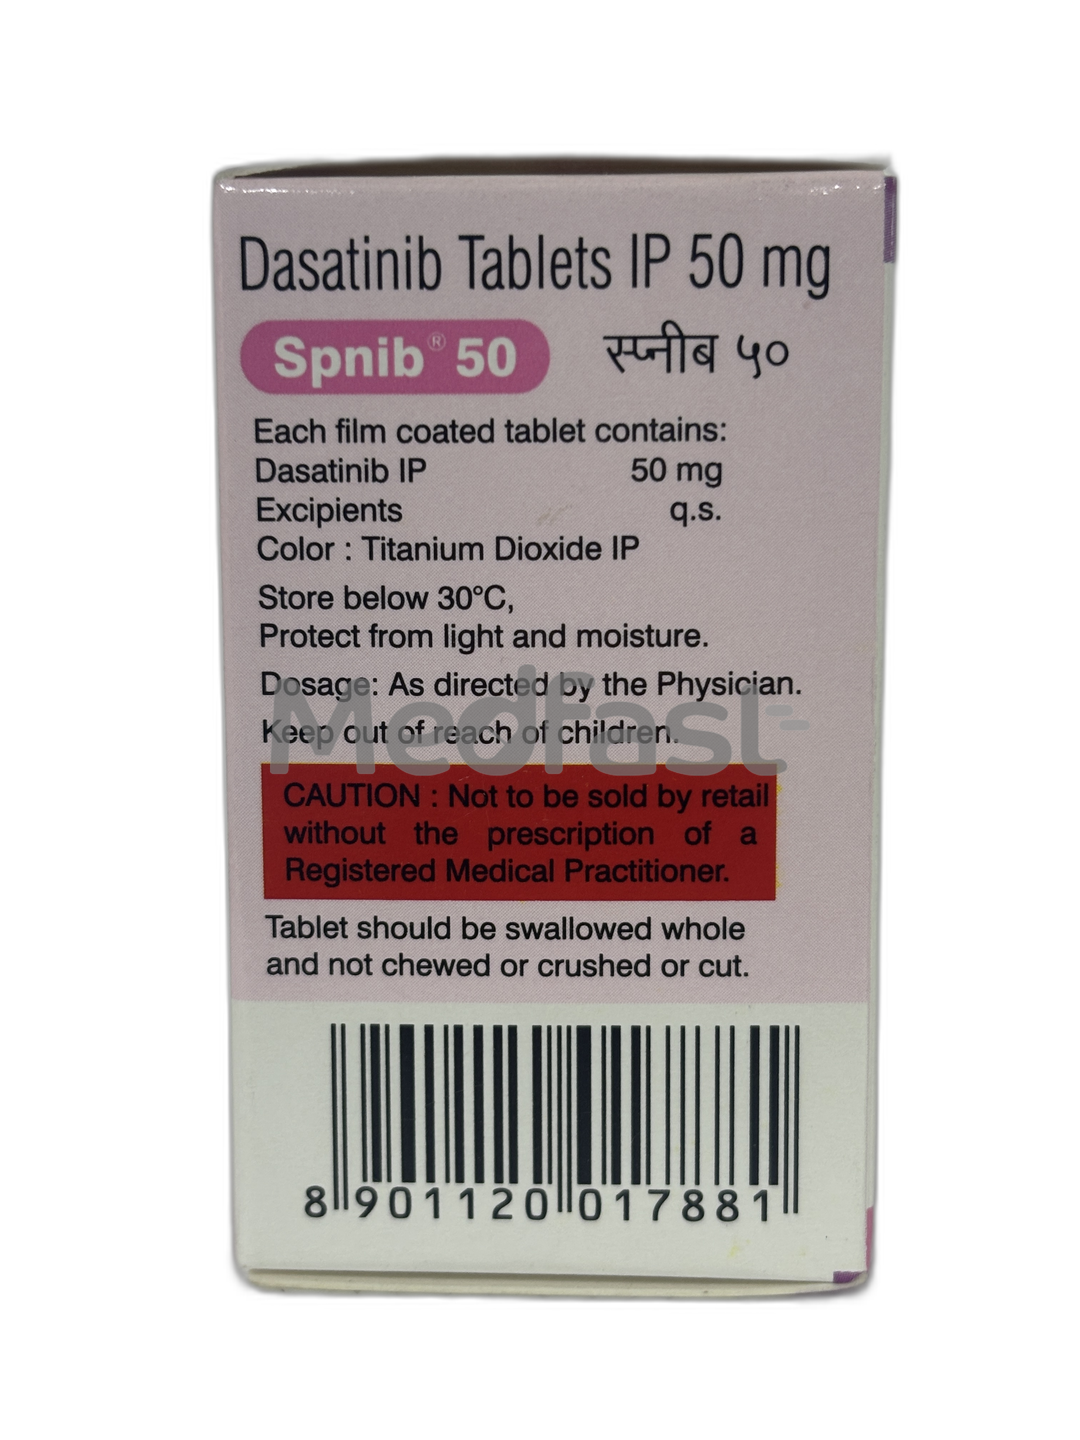 Dasatinib Tablets IP 50 mg
Spnib® 50 स्प्नीब ५०
Each film coated tablet contains:
Dasatinib IP 50 mg
Excipients q.s.
Color : Titanium Dioxide IP
Store below 30°C,
Protect from light and moisture.
Dosage: As directed by the Physician.
Medfast
Keep out of reach of children.
CAUTION : Not to be sold by retail
without the prescription of a
Registered Medical Practitioner.
Tablet should be swallowed whole
and not chewed or crushed or cut.
8 901120 017881